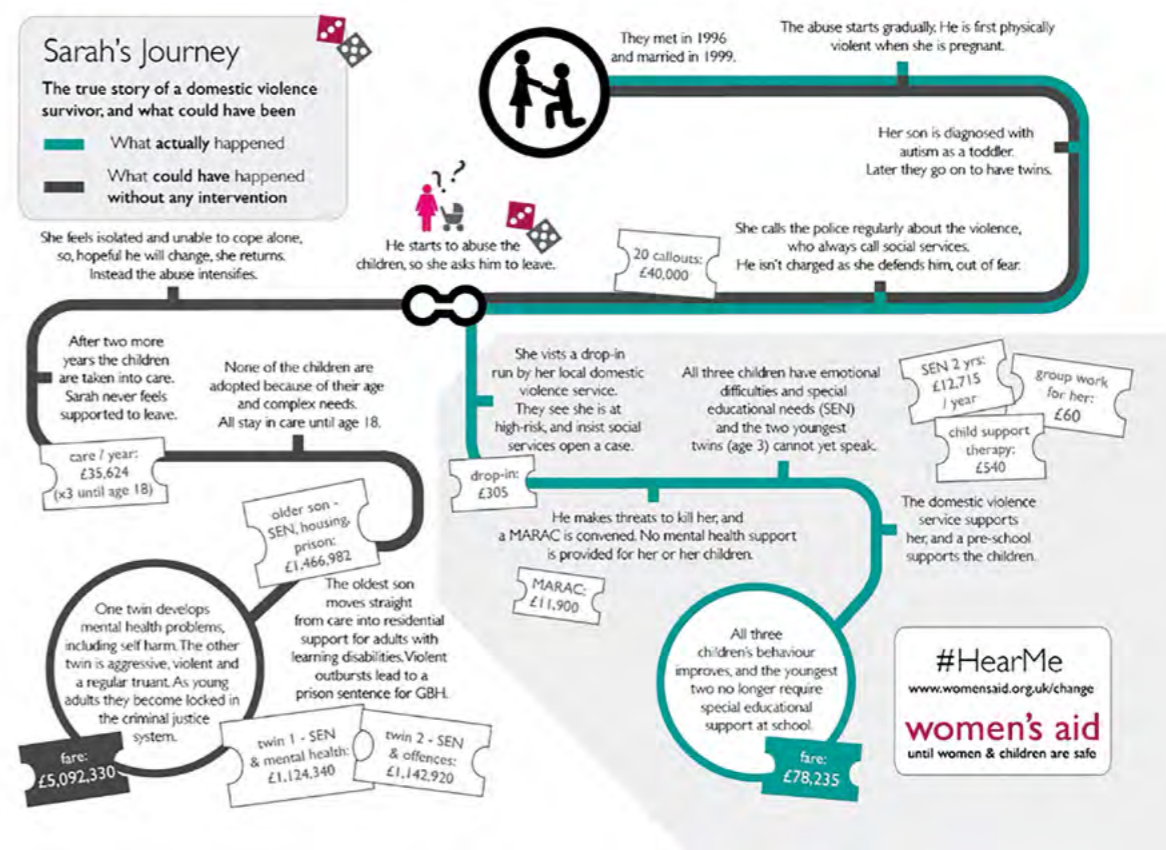 Sarah's Journey
The true story of a domestic violence
survivor, and what could have been
What actually happened
What could have happened
without any intervention
They met in 1996
and married in 1999.
The abuse starts gradually. He is first physically
violent when she is pregnant.
Her son is diagnosed with
autism as a toddler.
Later they go on to have twins.
She calls the police regularly about the violence,
who always call social services.
He isn't charged as she defends him, out of fear.
20 callouts:
£40,000
? ? ?
He starts to abuse the
children, so she asks him to leave.
She feels isolated and unable to cope alone,
so, hopeful he will change, she returns.
Instead the abuse intensifies.
After two more
years the children
are taken into care.
Sarah never feels
supported to leave.
care / year:
£35,624
(x3 until age 18)
None of the children are
adopted because of their age
and complex needs.
All stay in care until age 18.
older son -
SEN, housing,
prison:
£1,466,982
The oldest son
moves straight
from care into residential
support for adults with
learning disabilities. Violent
outbursts lead to a
prison sentence for GBH.
One twin develops
mental health problems,
including self harm. The other
twin is aggressive, violent and
a regular truant. As young
adults they become locked in
the criminal justice
system.
twin 1 - SEN
& mental health:
£1,124,340
twin 2 - SEN
& offences:
£1,142,920
fare:
£5,092,330
She vists a drop-in
run by her local domestic
violence service.
They see she is at
high-risk, and insist social
services open a case.
drop-in:
£305
All three children have emotional
difficulties and special
educational needs (SEN)
and the two youngest
twins (age 3) cannot yet speak.
He makes threats to kill her, and
a MARAC is convened. No mental health support
is provided for her or her children.
MARAC:
£11,900
SEN 2 yrs:
£12,715
/ year
group work
for her:
£60
child support
therapy:
£540
The domestic violence
service supports
her, and a pre-school
supports the children.
All three
children's behaviour
improves, and the youngest
two no longer require
special educational
support at school.
fare:
£78,235
#HearMe
www.womensaid.org.uk/change
women's aid
until women & children are safe